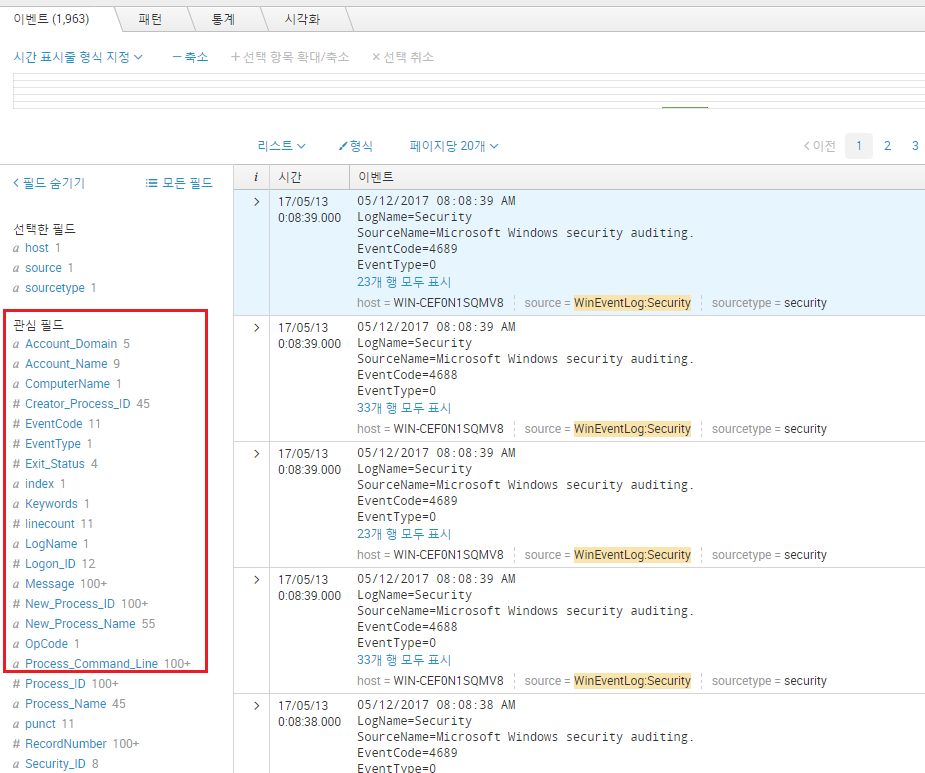 이벤트 (1,963) 패턴 통계 시각화
시간 표시줄 형식 지정 − 축소 + 선택 항목 확대/축소 × 선택 취소
리스트 형식 페이지당 20개 < 이전 1 2 3
< 필드 숨기기 모든 필드
선택한 필드
a host 1
a source 1
a sourcetype 1
관심 필드
a Account_Domain 5
a Account_Name 9
a ComputerName 1
# Creator_Process_ID 45
# EventCode 11
# EventType 1
# Exit_Status 4
a index 1
a Keywords 1
# linecount 11
a LogName 1
# Logon_ID 12
a Message 100+
# New_Process_ID 100+
a New_Process_Name 55
a OpCode 1
a Process_Command_Line 100+
# Process_ID 100+
a Process_Name 45
a punct 11
# RecordNumber 100+
a Security_ID 8
i 시간 이벤트
> 17/05/13 05/12/2017 08:08:39 AM
0:08:39.000 LogName=Security
SourceName=Microsoft Windows security auditing.
EventCode=4689
EventType=0
23개 행 모두 표시
host = WIN-CEF0N1SQMV8 source = WinEventLog:Security sourcetype = security
> 17/05/13 05/12/2017 08:08:39 AM
0:08:39.000 LogName=Security
SourceName=Microsoft Windows security auditing.
EventCode=4688
EventType=0
33개 행 모두 표시
host = WIN-CEF0N1SQMV8 source = WinEventLog:Security sourcetype = security
> 17/05/13 05/12/2017 08:08:39 AM
0:08:39.000 LogName=Security
SourceName=Microsoft Windows security auditing.
EventCode=4689
EventType=0
23개 행 모두 표시
host = WIN-CEF0N1SQMV8 source = WinEventLog:Security sourcetype = security
> 17/05/13 05/12/2017 08:08:39 AM
0:08:39.000 LogName=Security
SourceName=Microsoft Windows security auditing.
EventCode=4688
EventType=0
33개 행 모두 표시
host = WIN-CEF0N1SQMV8 source = WinEventLog:Security sourcetype = security
> 17/05/13 05/12/2017 08:08:38 AM
0:08:38.000 LogName=Security
SourceName=Microsoft Windows security auditing.
EventCode=4689
EventType=0